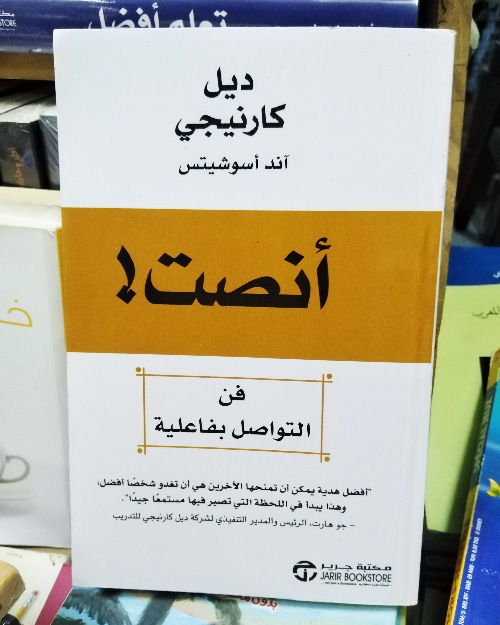 تعلم أفضل
ديل
كارنيجي
آند أسوشيتس
أنصت!
فن
التواصل بفاعلية
"أفضل هدية يمكن أن تمنحها الآخرين هي أن تغدو شخصًا أفضل،
وهذا يبدأ في اللحظة التي تصير فيها مستمعًا جيدًا".
- جو هارت، الرئيس والمدير التنفيذي لشركة ديل كارنيجي للتدريب
مكتبة جرير
JARIR BOOKSTORE